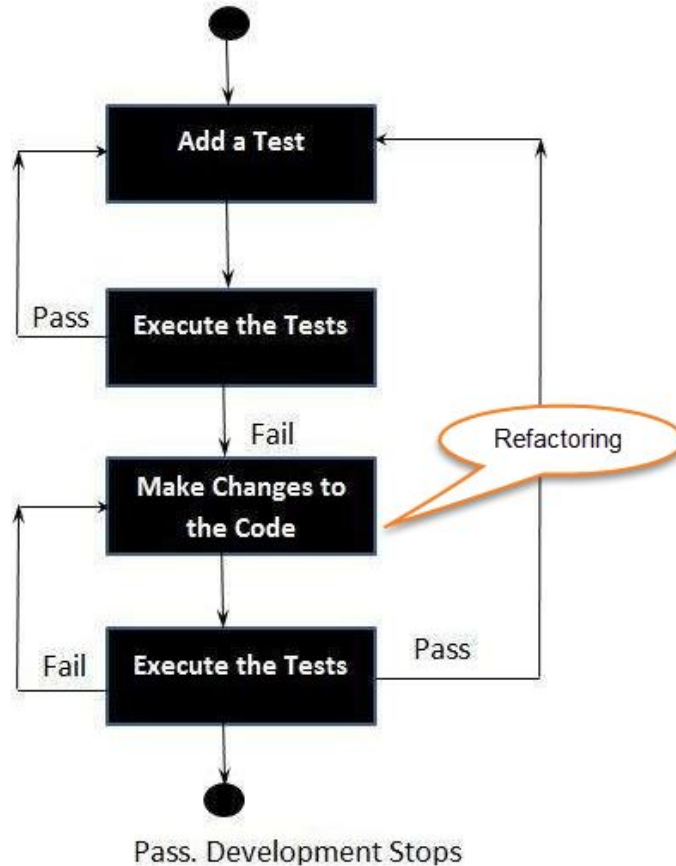 Add a Test
Pass
Execute the Tests
Fail
Refactoring
Make Changes to
the Code
Fail
Execute the Tests
Pass
Pass. Development Stops